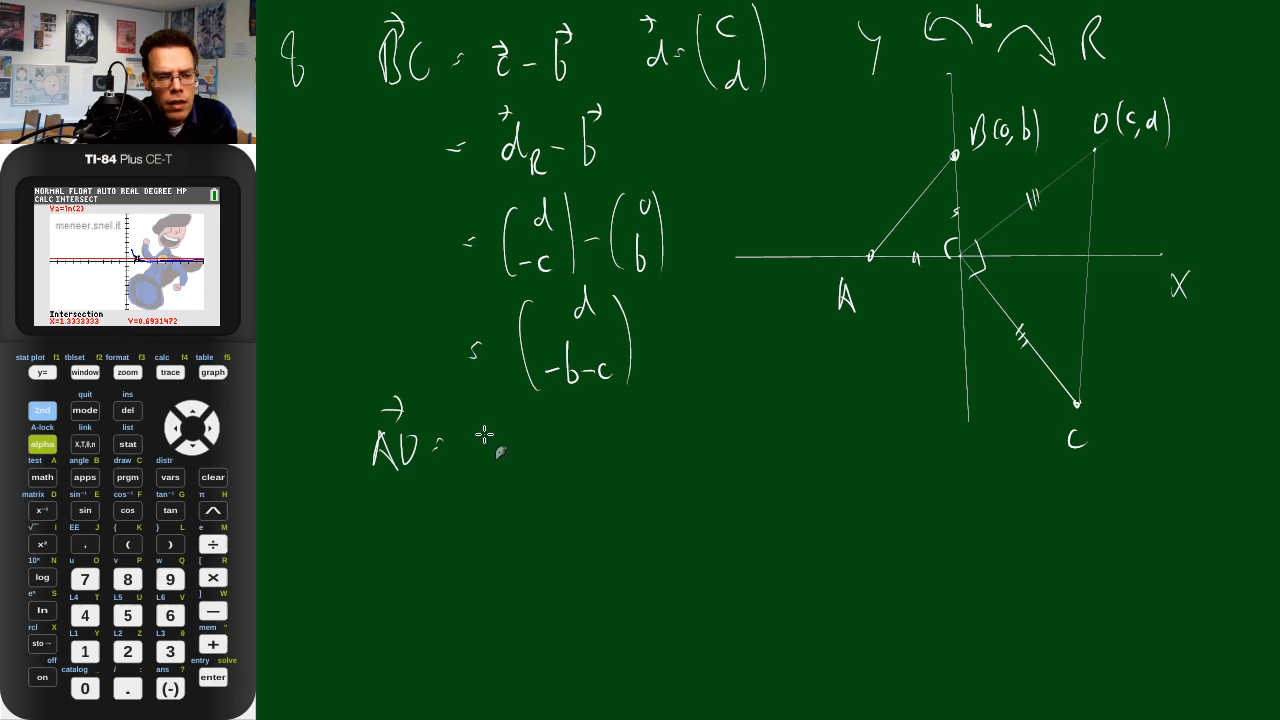 8 B⃗C = c⃗ - b⃗ d⃗ = (c d)
= d⃗R - b⃗
= (d -c) - (0 b)
= (d -b-c)
A⃗D =
Y L R
B(0, b) D(c, d)
A C X
C
TI-84 Plus CE-T
NORMAL FLOAT AUTO REAL DEGREE MP
CALC INTERSECT
Y2=ln(2)
meneer.snel.it
Intersection
X=1.3333333 Y=0.6931472
stat plot f1 tblset f2 format f3 calc f4 table f5
y= window zoom trace graph
quit ins
2nd mode del
A-lock link list
alpha X,T,θ,n stat
test A angle B draw C distr
math apps prgm vars clear
matrix D sin⁻¹ E cos⁻¹ F tan⁻¹ G π H
x⁻¹ sin cos tan ^
√ I EE J { K } L e M
x² , ( ) ÷
10ˣ N u O v P w Q [ R
log 7 8 9 ×
eˣ S L4 T L5 U L6 V ] W
ln 4 5 6 −
rcl X L1 Y L2 Z L3 θ mem "
sto→ 1 2 3 +
off catalog _ i : ans ? entry solve
on 0 . (-) enter